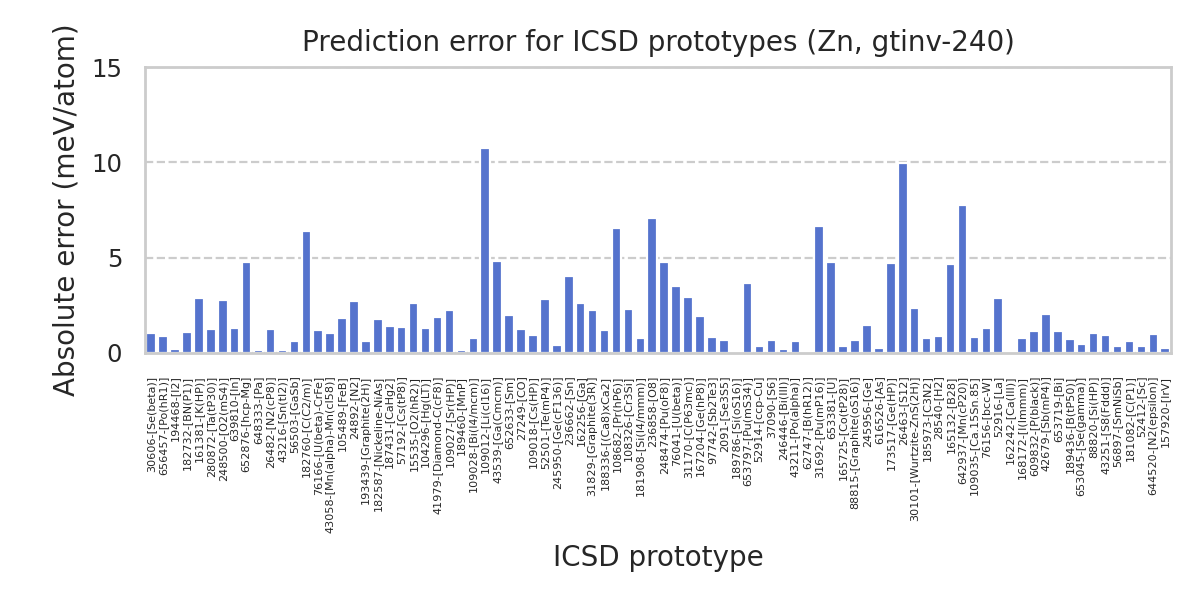 Prediction error for ICSD prototypes (Zn, gtinv-240)
Absolute error (meV/atom)
15
10
5
0
30606-[Se(beta)]
656457-[Po(hR1)]
194468-[I2]
182732-[BN(P1)]
161381-[K(HP)]
280872-[P8(tP30)]
248500-[O2(mS4)]
639810-[In]
652876-[hcp-Mg]
648333-[Pa]
26482-[N2(cP8)]
43216-[Sn(tI2)]
56503-[GaSb]
182760-[C(C2/m)]
76166-[U(beta)-CrFe]
43058-[Mn(alpha)-Mn(cI58)]
105489-[FeB]
24892-[N2]
193439-[Graphite(2H)]
182587-[Nickeline-NiAs]
187431-[CaHg2]
57192-[Cs(tP8)]
15535-[O2(hR2)]
104296-[Hg(LT)]
41979-[Diamond-C(cF8)]
109027-[Sr(HP)]
189460-[MnP]
109028-[Bi(I4/mcm)]
109012-[Li(cI16)]
43539-[Ga(Cmcm)]
652633-[Sm]
27249-[CO]
109018-[Cs(HP)]
52501-[Te(mP4)]
245950-[Ge(cF136)]
236662-[Sn]
162256-[Ga]
31829-[Graphite(3R)]
188336-[(Ca8)xCa2]
108682-[Pr(hP6)]
108326-[Cr3Si]
181908-[Si(I4/mmm)]
236858-[O8]
248474-[Pu(oF8)]
76041-[U(beta)]
31170-[C(P63mc)]
167204-[Ge(hP8)]
97742-[Sb2Te3]
2091-[Se3S5]
189786-[Si(oS16)]
653797-[Pu(mS34)]
52914-[ccp-Cu]
37090-[S6]
246446-[Bi(III)]
43211-[Po(alpha)]
62747-[B(hR12)]
31692-[Pu(mP16)]
653381-[U]
165725-[Co(tP28)]
88815-[Graphite(oS16)]
245956-[Ge]
616526-[As]
173517-[Ge(HP)]
26463-[S12]
30101-[Wurtzite-ZnS(2H)]
185973-[C3N2]
28540-[H2]
165132-[B28]
642937-[Mn(cP20)]
109035-[Ca.15Sn.85]
76156-[bcc-W]
52916-[La]
162242-[Ca(III)]
168172-[I(Immm)]
609832-[P(black)]
42679-[Sb(mP4)]
653719-[Bi]
189436-[B(tP50)]
653045-[Se(gamma)]
88820-[Si(HP)]
43251-[S8(Fddd)]
56897-[SmNiSb]
181082-[C(P1)]
52412-[Sc]
644520-[N2(epsilon)]
157920-[IrV]
ICSD prototype